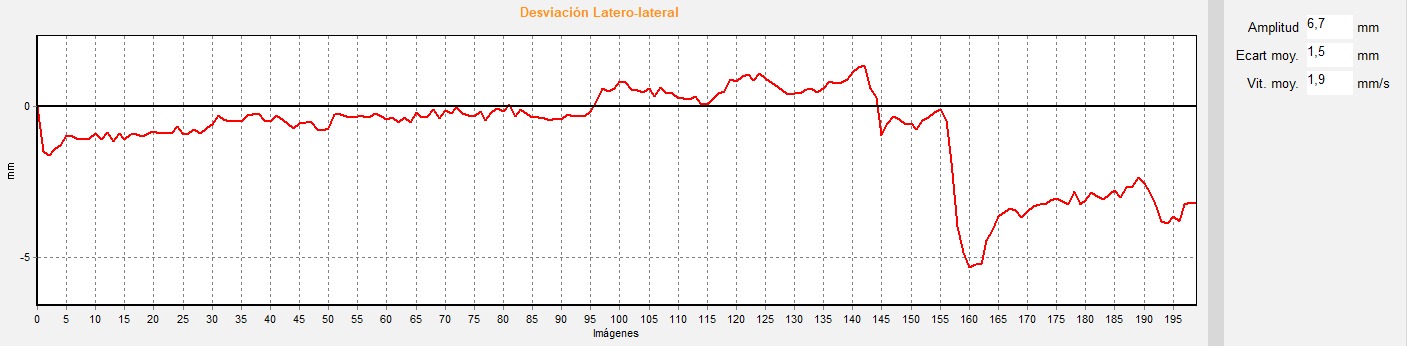 Desviación Latero-lateral
Amplitud 6,7 mm
Ecart moy. 1,5 mm
Vit. moy. 1,9 mm/s
0
mm
-5
0 5 10 15 20 25 30 35 40 45 50 55 60 65 70 75 80 85 90 95 100 105 110 115 120 125 130 135 140 145 150 155 160 165 170 175 180 185 190 195
Imágenes